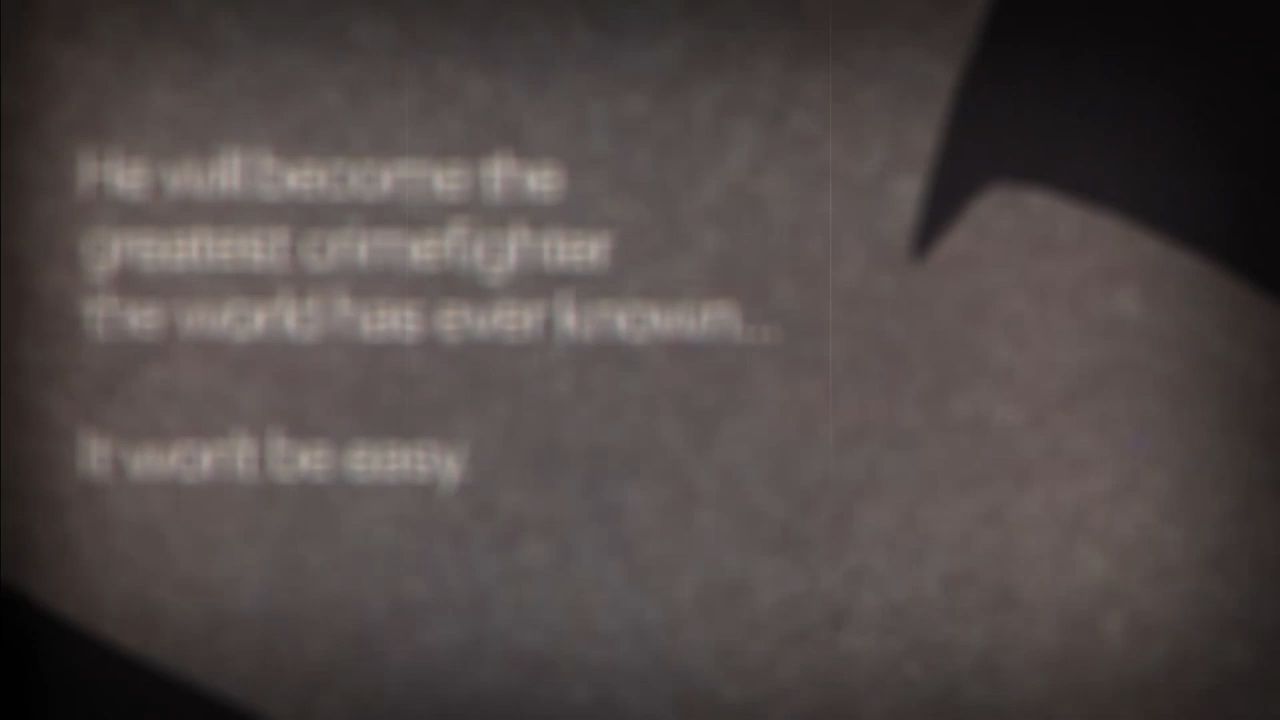 He will become the
greatest crimefighter
the world has ever known...
It won't be easy